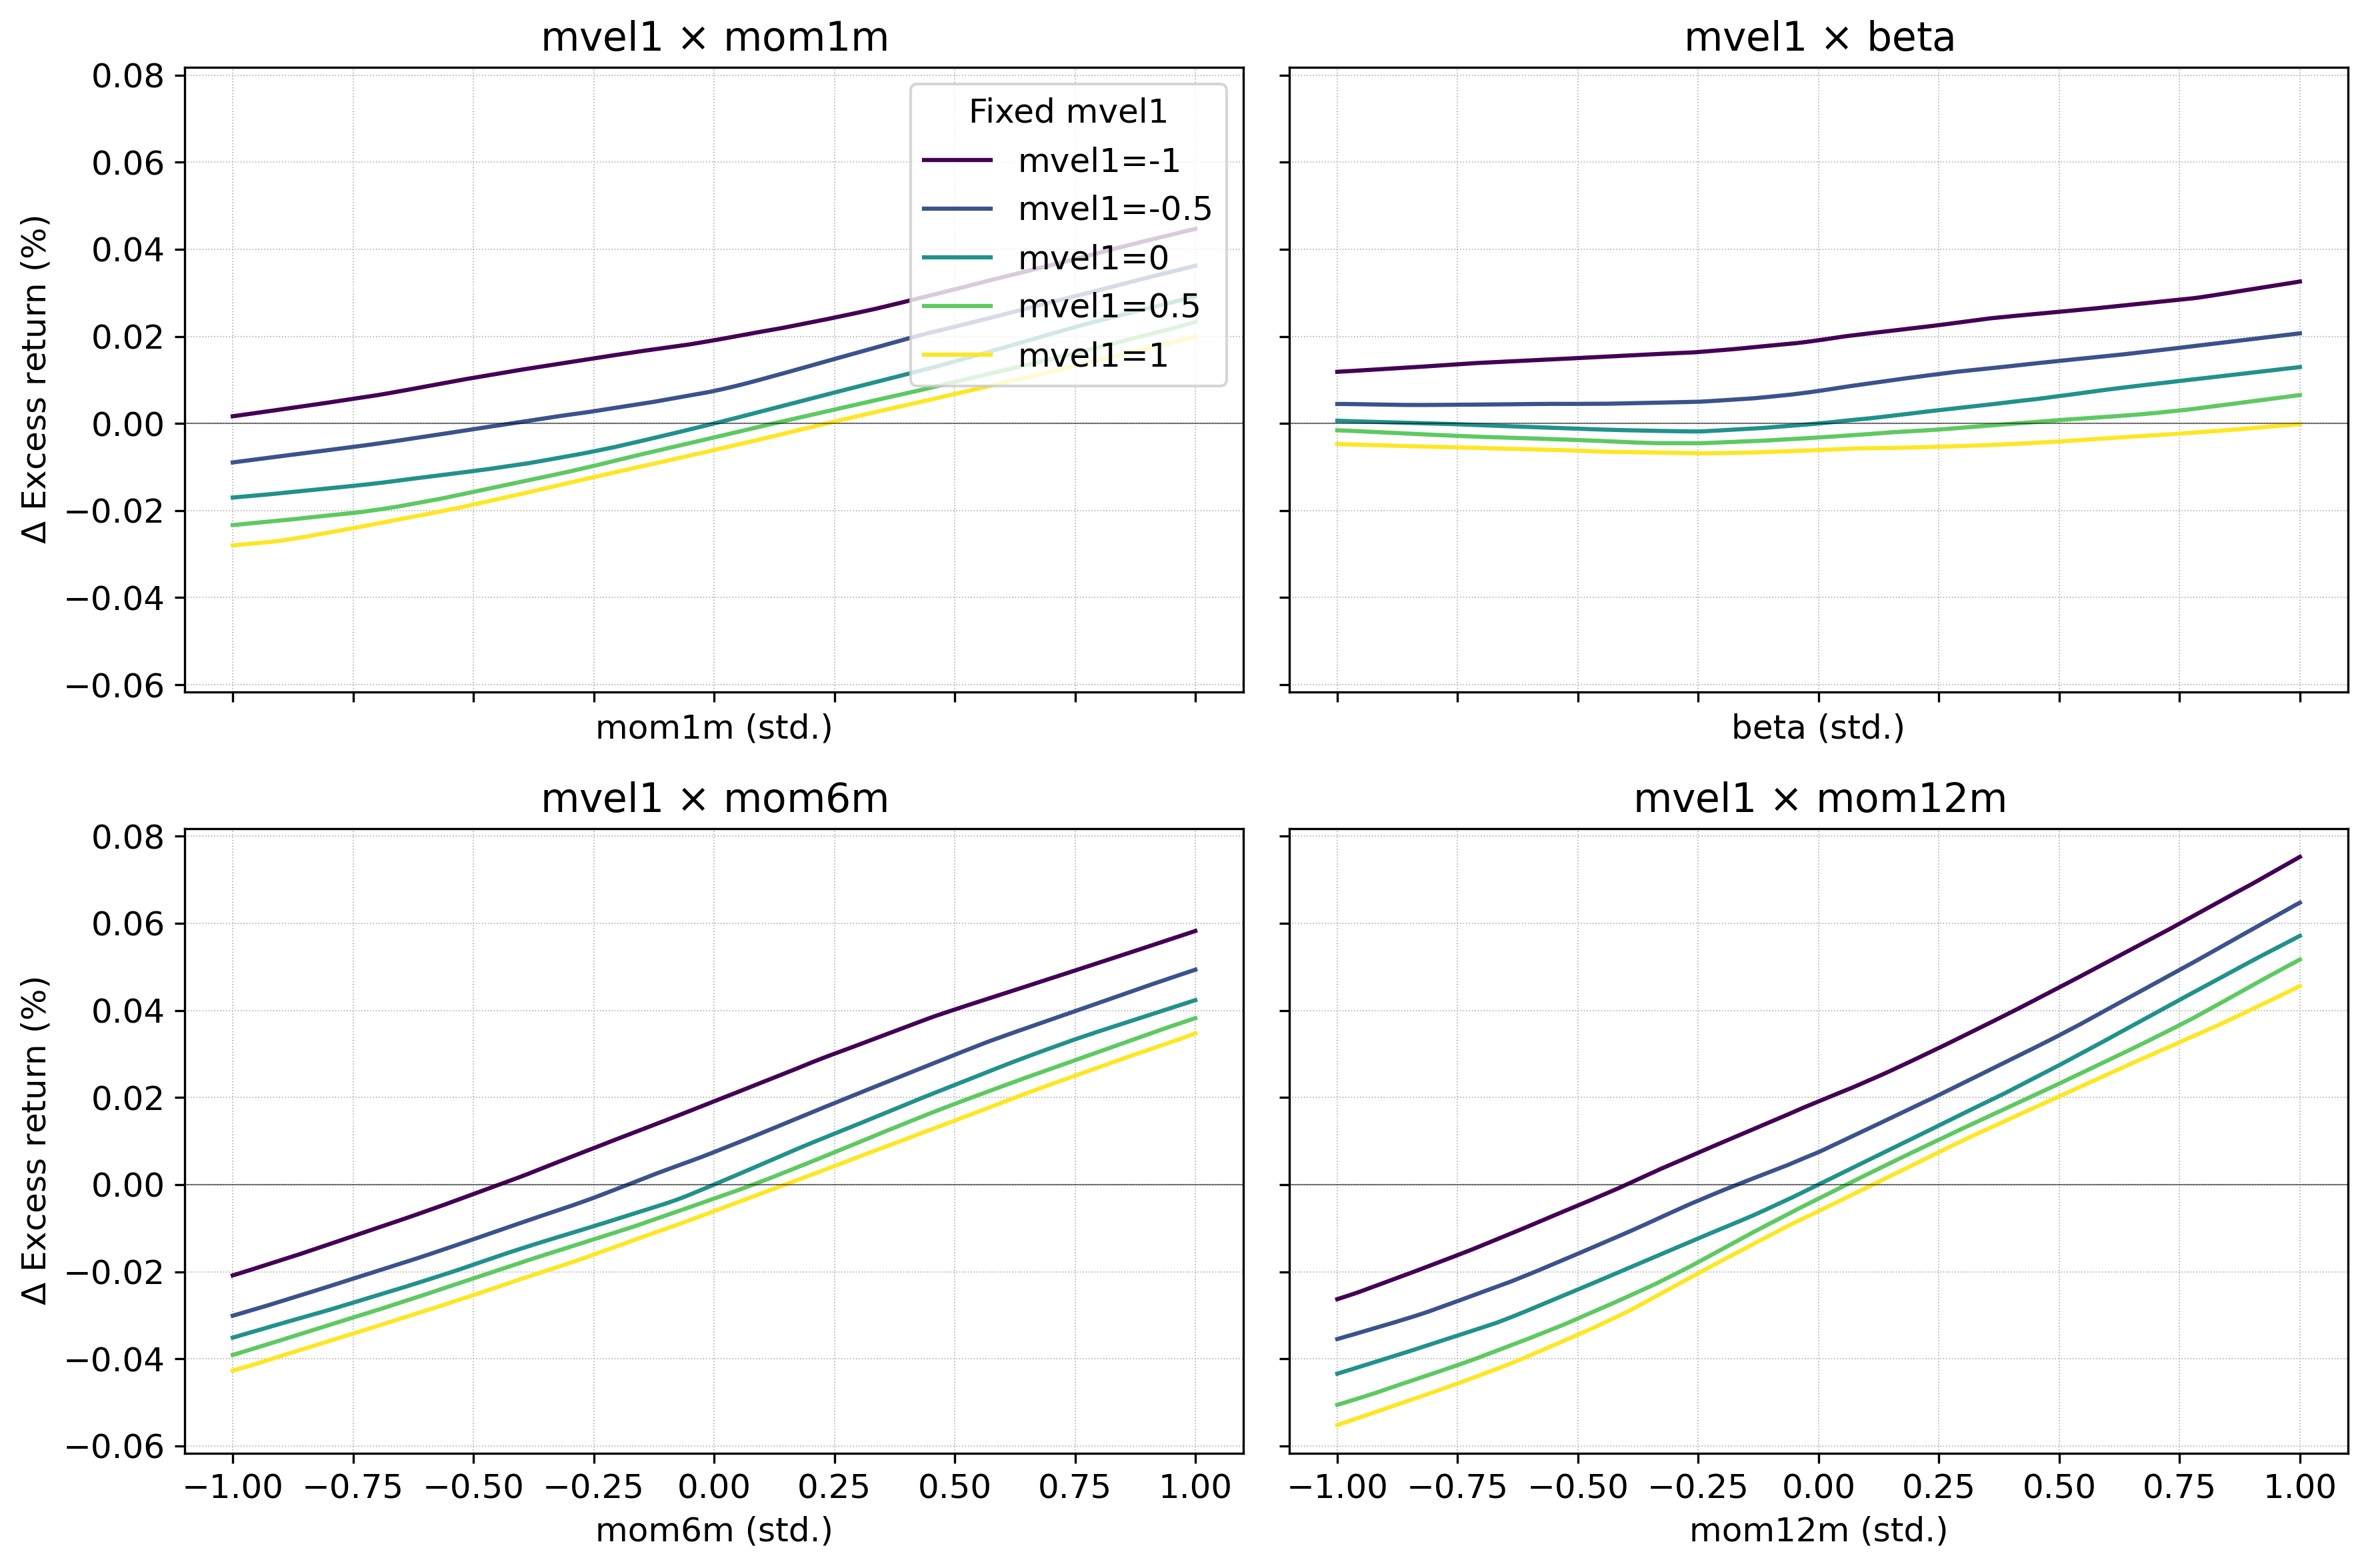 mvel1 × mom1m
mvel1 × beta
0.08
0.06
0.04
0.02
0.00
−0.02
−0.04
−0.06
Δ Excess return (%)
Fixed mvel1
mvel1=-1
mvel1=-0.5
mvel1=0
mvel1=0.5
mvel1=1
mom1m (std.)
beta (std.)
mvel1 × mom6m
mvel1 × mom12m
0.08
0.06
0.04
0.02
0.00
−0.02
−0.04
−0.06
Δ Excess return (%)
−1.00 −0.75 −0.50 −0.25 0.00 0.25 0.50 0.75 1.00
−1.00 −0.75 −0.50 −0.25 0.00 0.25 0.50 0.75 1.00
mom6m (std.)
mom12m (std.)